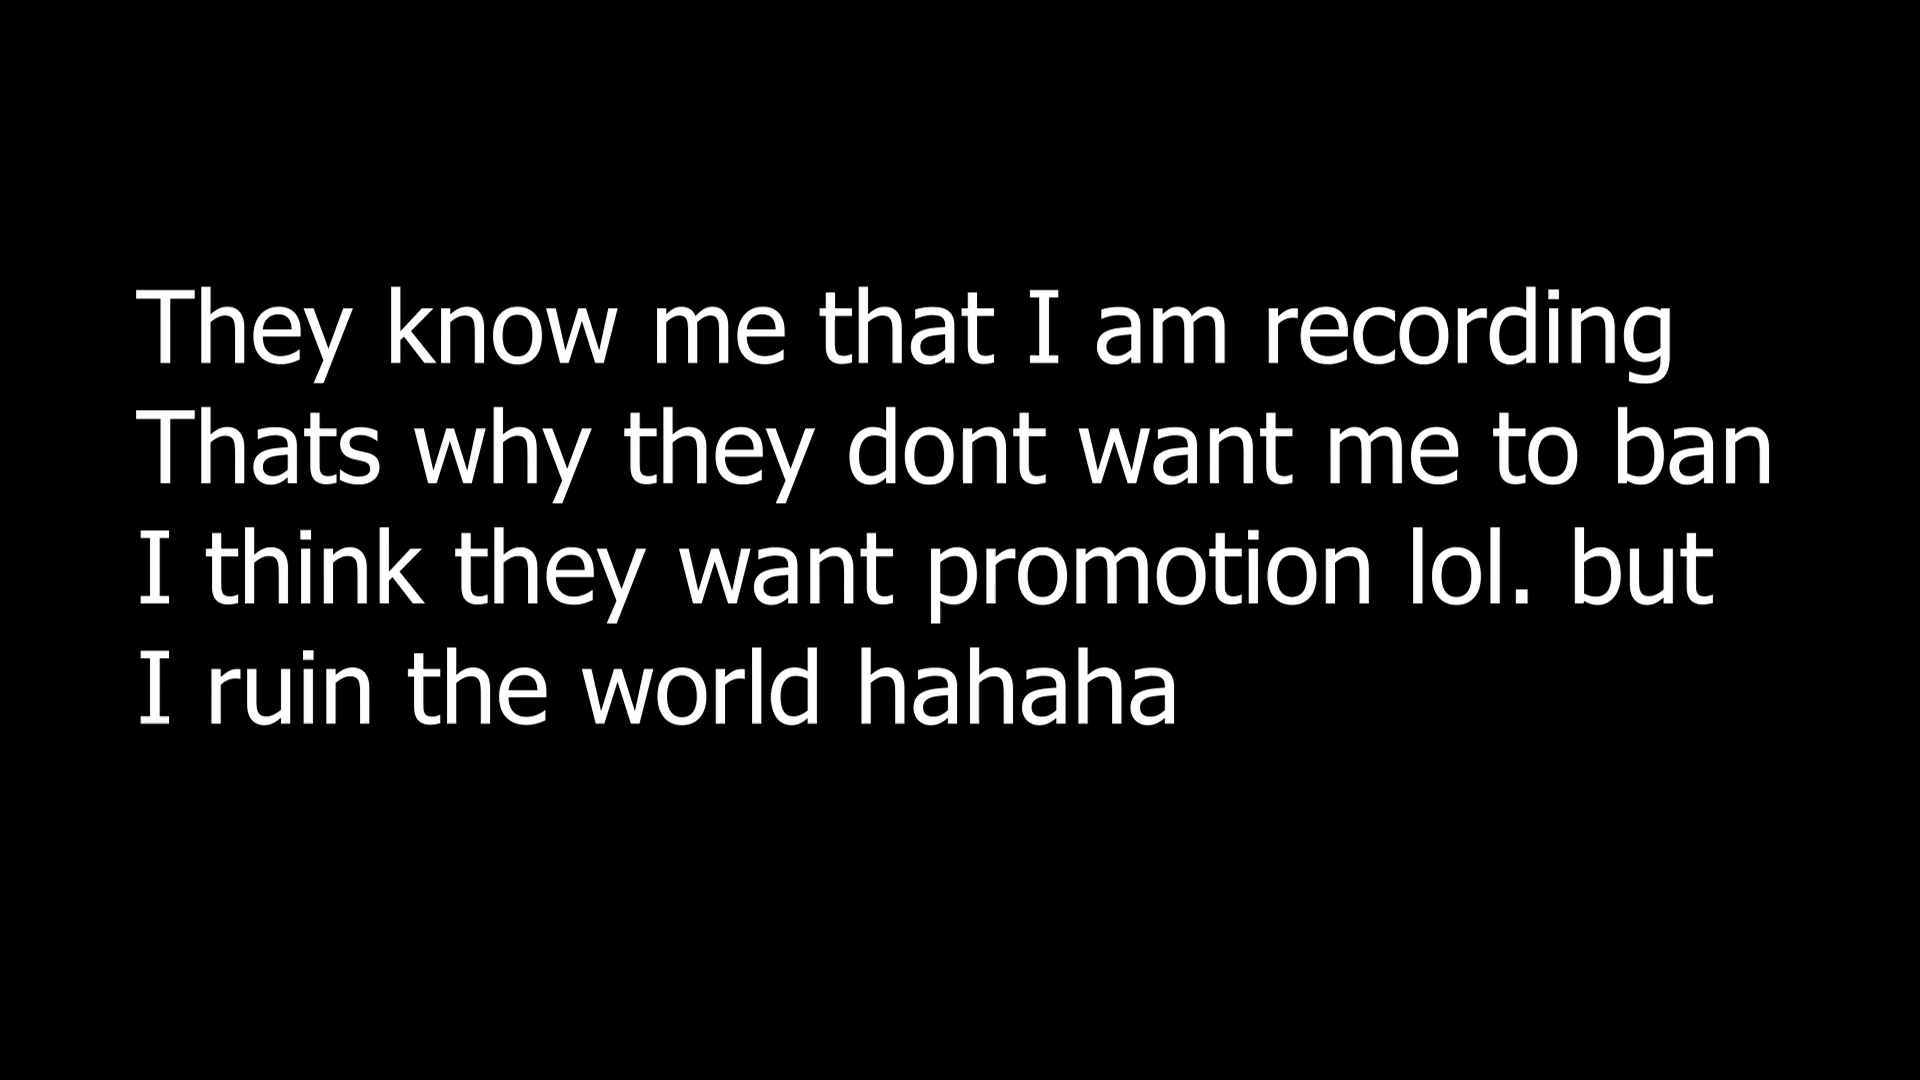 They know me that I am recording
Thats why they dont want me to ban
I think they want promotion lol. but
I ruin the world hahaha